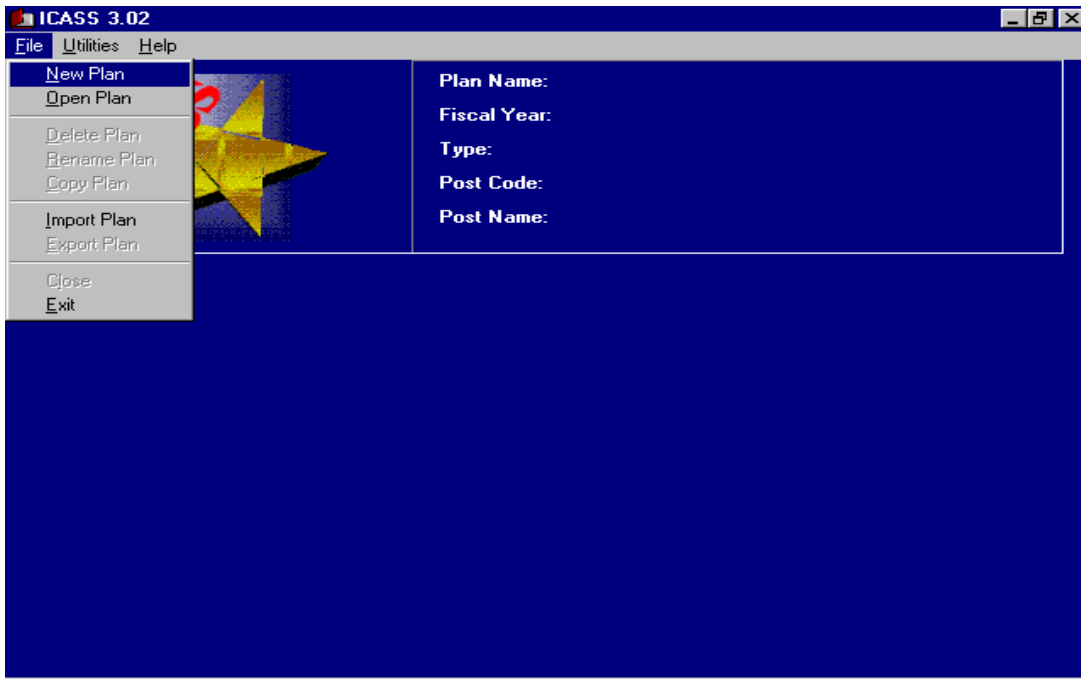 ICASS 3.02
File Utilities Help
New Plan
Open Plan
Delete Plan
Rename Plan
Copy Plan
Import Plan
Export Plan
Close
Exit
Plan Name:
Fiscal Year:
Type:
Post Code:
Post Name: